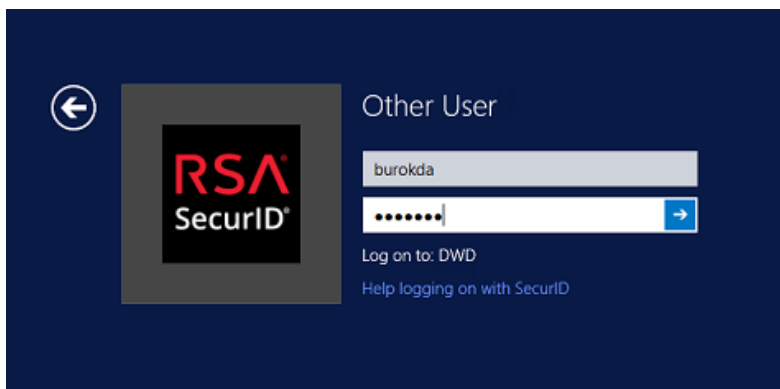 Other User
RSA
SecurID®
burokda
•••••••
Log on to: DWD
Help logging on with SecurID